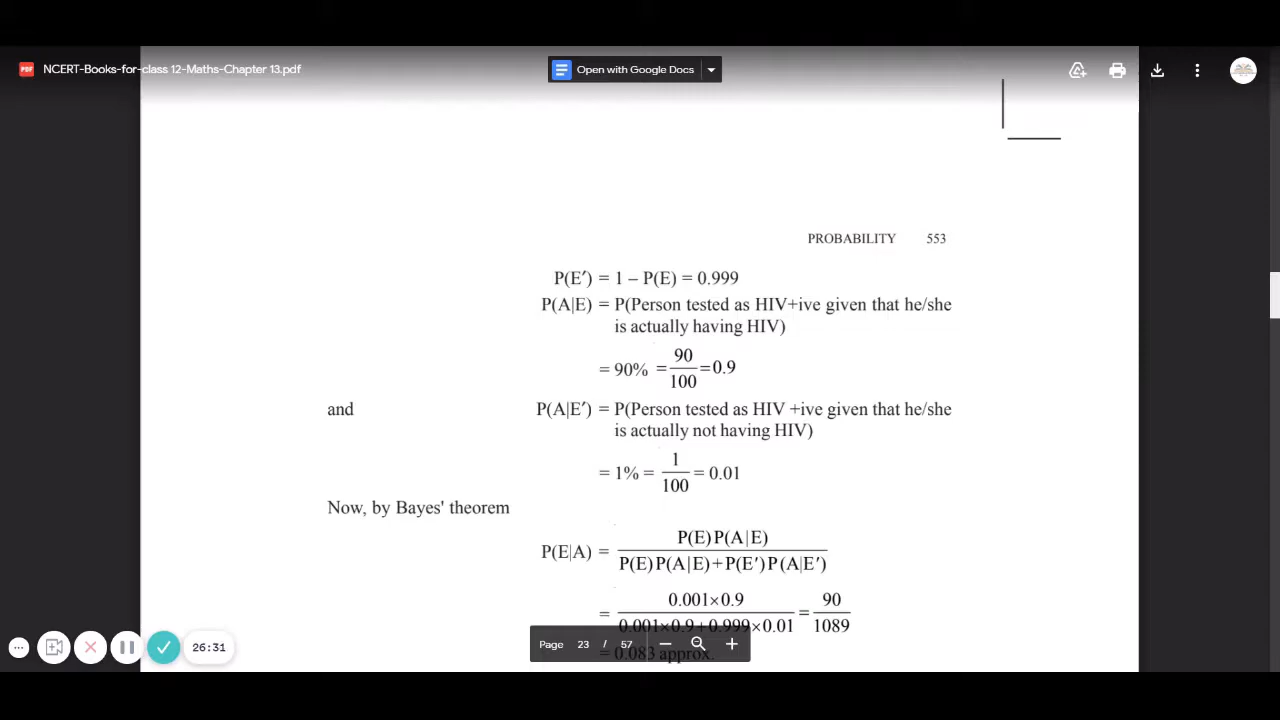 NCERT-Books-for-class 12-Maths-Chapter 13.pdf
Open with Google Docs
PROBABILITY 553
P(E′) = 1 – P(E) = 0.999
P(A|E) = P(Person tested as HIV+ive given that he/she
is actually having HIV)
= 90% = 90/100 = 0.9
and P(A|E′) = P(Person tested as HIV +ive given that he/she
is actually not having HIV)
= 1% = 1/100 = 0.01
Now, by Bayes' theorem
P(E|A) = P(E) P(A|E) / P(E) P(A|E) + P(E′) P(A|E′)
= 0.001×0.9 / 0.001×0.9+0.999×0.01 = 90/1089
= 0.083 approx.
Page 23 / 57
26:31